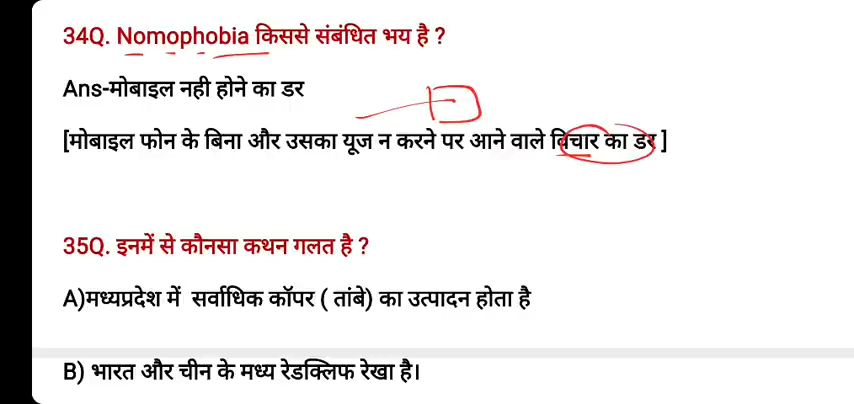 34Q. Nomophobia किससे संबंधित भय है ?
Ans-मोबाइल नही होने का डर
[मोबाइल फोन के बिना और उसका यूज न करने पर आने वाले विचार का डर ]
35Q. इनमें से कौनसा कथन गलत है ?
A)मध्यप्रदेश में सर्वाधिक कॉपर ( तांबे) का उत्पादन होता है
B) भारत और चीन के मध्य रेडक्लिफ रेखा है।